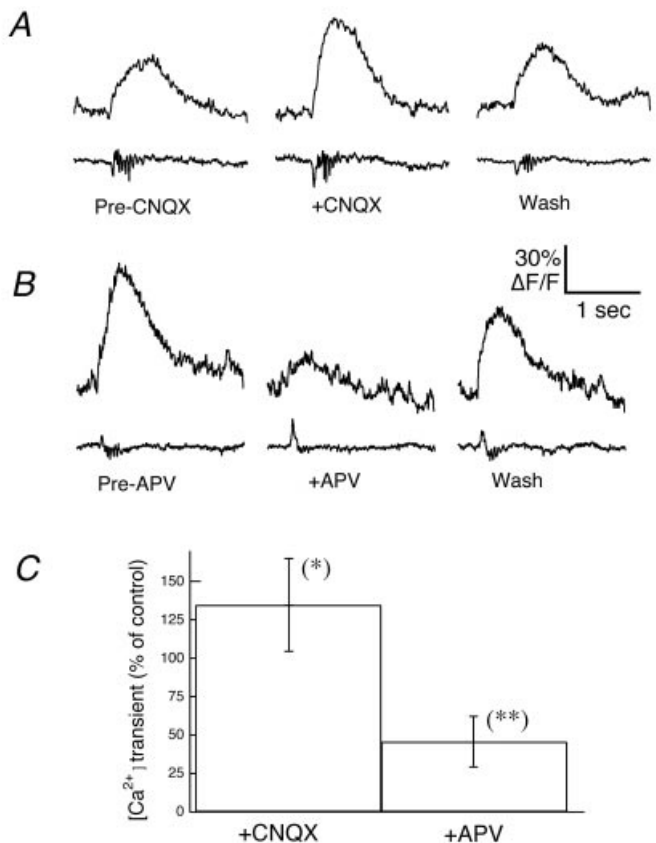 A
Pre-CNQX
+CNQX
Wash
B
30%
ΔF/F
1 sec
Pre-APV
+APV
Wash
C
[Ca2+] transient (% of control)
150
125
100
75
50
25
0
(*)
(**)
+CNQX
+APV